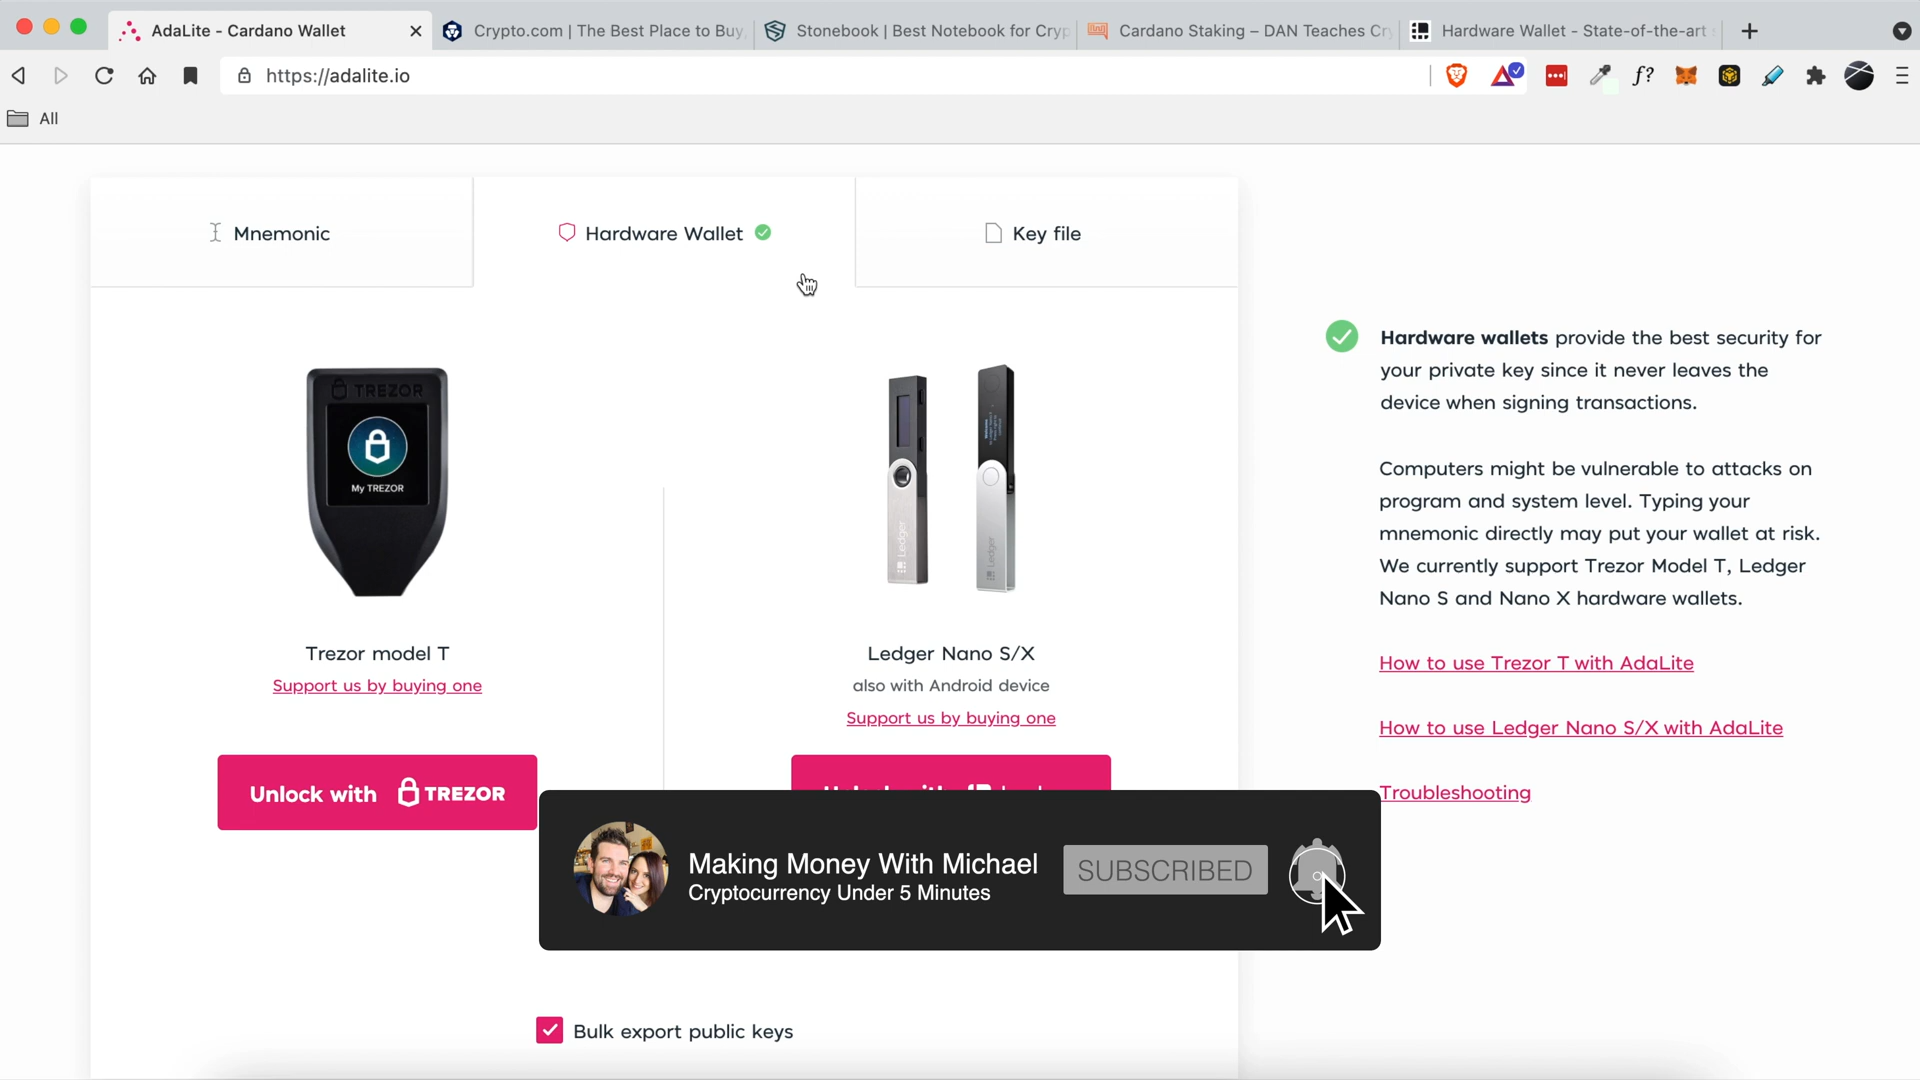 AdaLite - Cardano Wallet
Crypto.com | The Best Place to Buy,
Stonebook | Best Notebook for Cryp
Cardano Staking – DAN Teaches Cr
Hardware Wallet - State-of-the-art
https://adalite.io
f?
All
Mnemonic
Hardware Wallet
Key file
TREZOR
My TREZOR
Ledger
Ledger
Trezor model T
Support us by buying one
Unlock with TREZOR
Ledger Nano S/X
also with Android device
Support us by buying one
Hardware wallets provide the best security for
your private key since it never leaves the
device when signing transactions.
Computers might be vulnerable to attacks on
program and system level. Typing your
mnemonic directly may put your wallet at risk.
We currently support Trezor Model T, Ledger
Nano S and Nano X hardware wallets.
How to use Trezor T with AdaLite
How to use Ledger Nano S/X with AdaLite
Troubleshooting
Making Money With Michael
Cryptocurrency Under 5 Minutes
SUBSCRIBED
Bulk export public keys